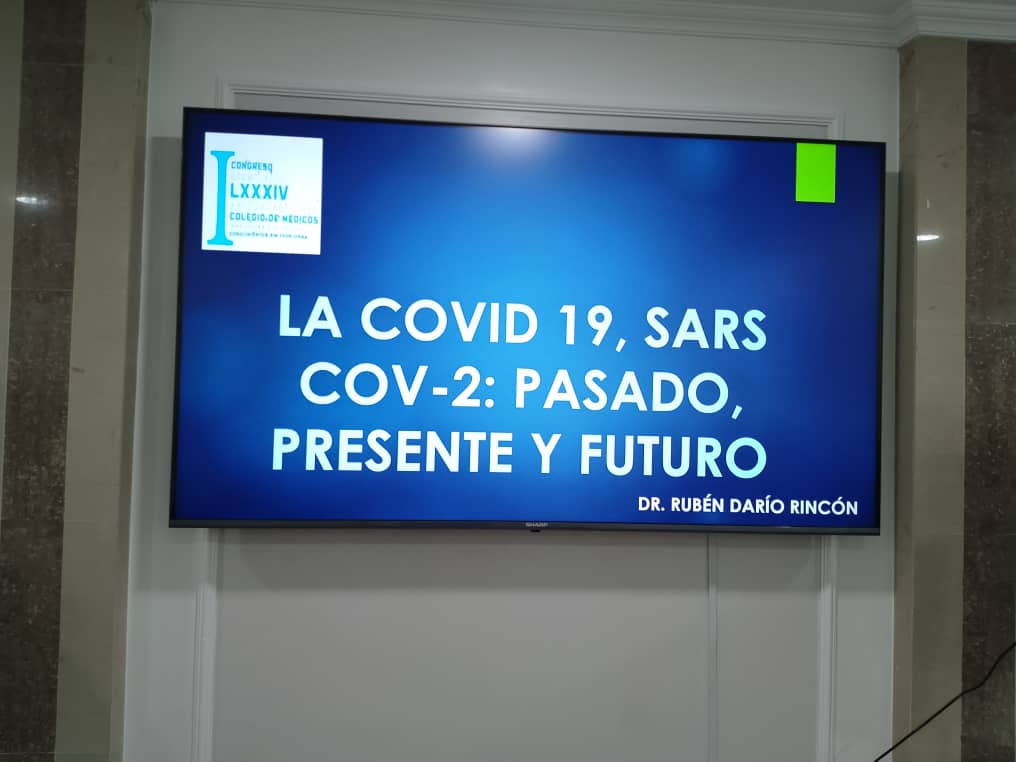 CONGRESO
LXXXIV
COLEGIO DE MÉDICOS
LA COVID 19, SARS
COV-2: PASADO,
PRESENTE Y FUTURO
DR. RUBÉN DARÍO RINCÓN
SHARP